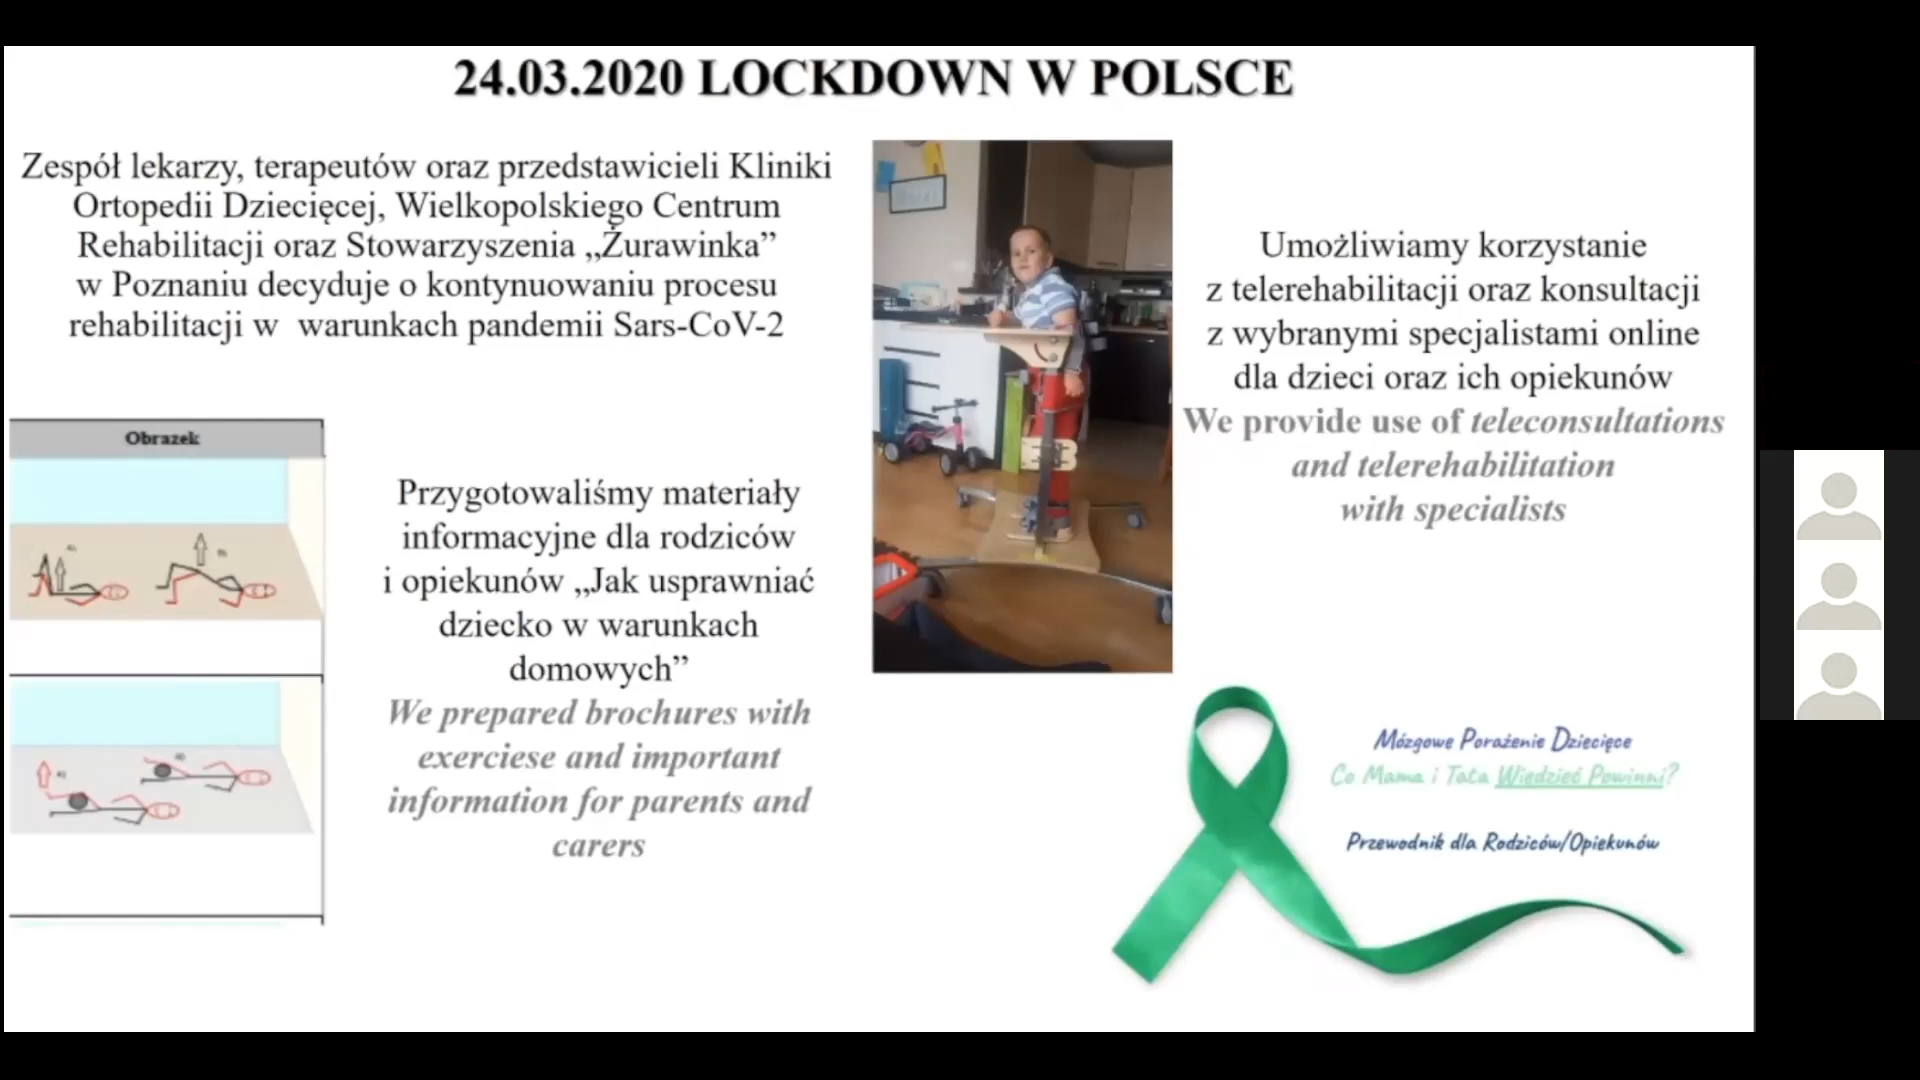 24.03.2020 LOCKDOWN W POLSCE
Zespół lekarzy, terapeutów oraz przedstawicieli Kliniki
Ortopedii Dziecięcej, Wielkopolskiego Centrum
Rehabilitacji oraz Stowarzyszenia „Żurawinka”
w Poznaniu decyduje o kontynuowaniu procesu
rehabilitacji w warunkach pandemii Sars-CoV-2
Obrazek
Przygotowaliśmy materiały
informacyjne dla rodziców
i opiekunów „Jak usprawniać
dziecko w warunkach
domowych”
We prepared brochures with
exerciese and important
information for parents and
carers
Umożliwiamy korzystanie
z telerehabilitacji oraz konsultacji
z wybranymi specjalistami online
dla dzieci oraz ich opiekunów
We provide use of teleconsultations
and telerehabilitation
with specialists
Mózgowe Porażenie Dziecięce
Co Mama i Tata Wiedzieć Powinni?
Przewodnik dla Rodziców/Opiekunów